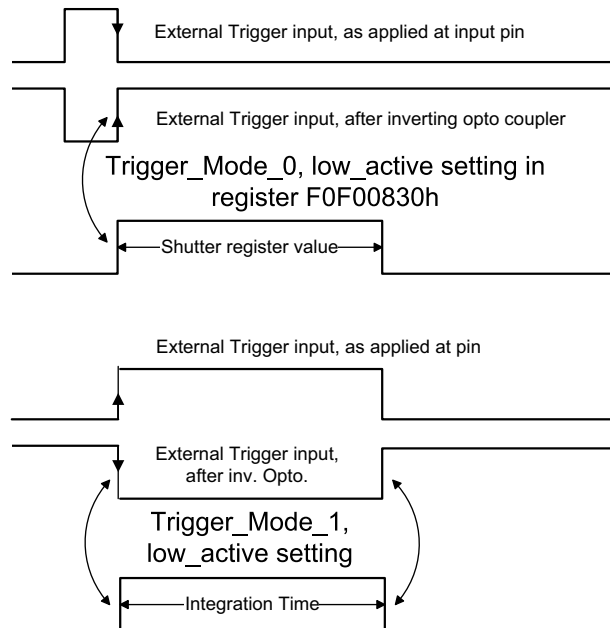 External Trigger input, as applied at input pin
External Trigger input, after inverting opto coupler
Trigger_Mode_0, low_active setting in
register F0F00830h
Shutter register value
External Trigger input, as applied at pin
External Trigger input,
after inv. Opto.
Trigger_Mode_1,
low_active setting
Integration Time